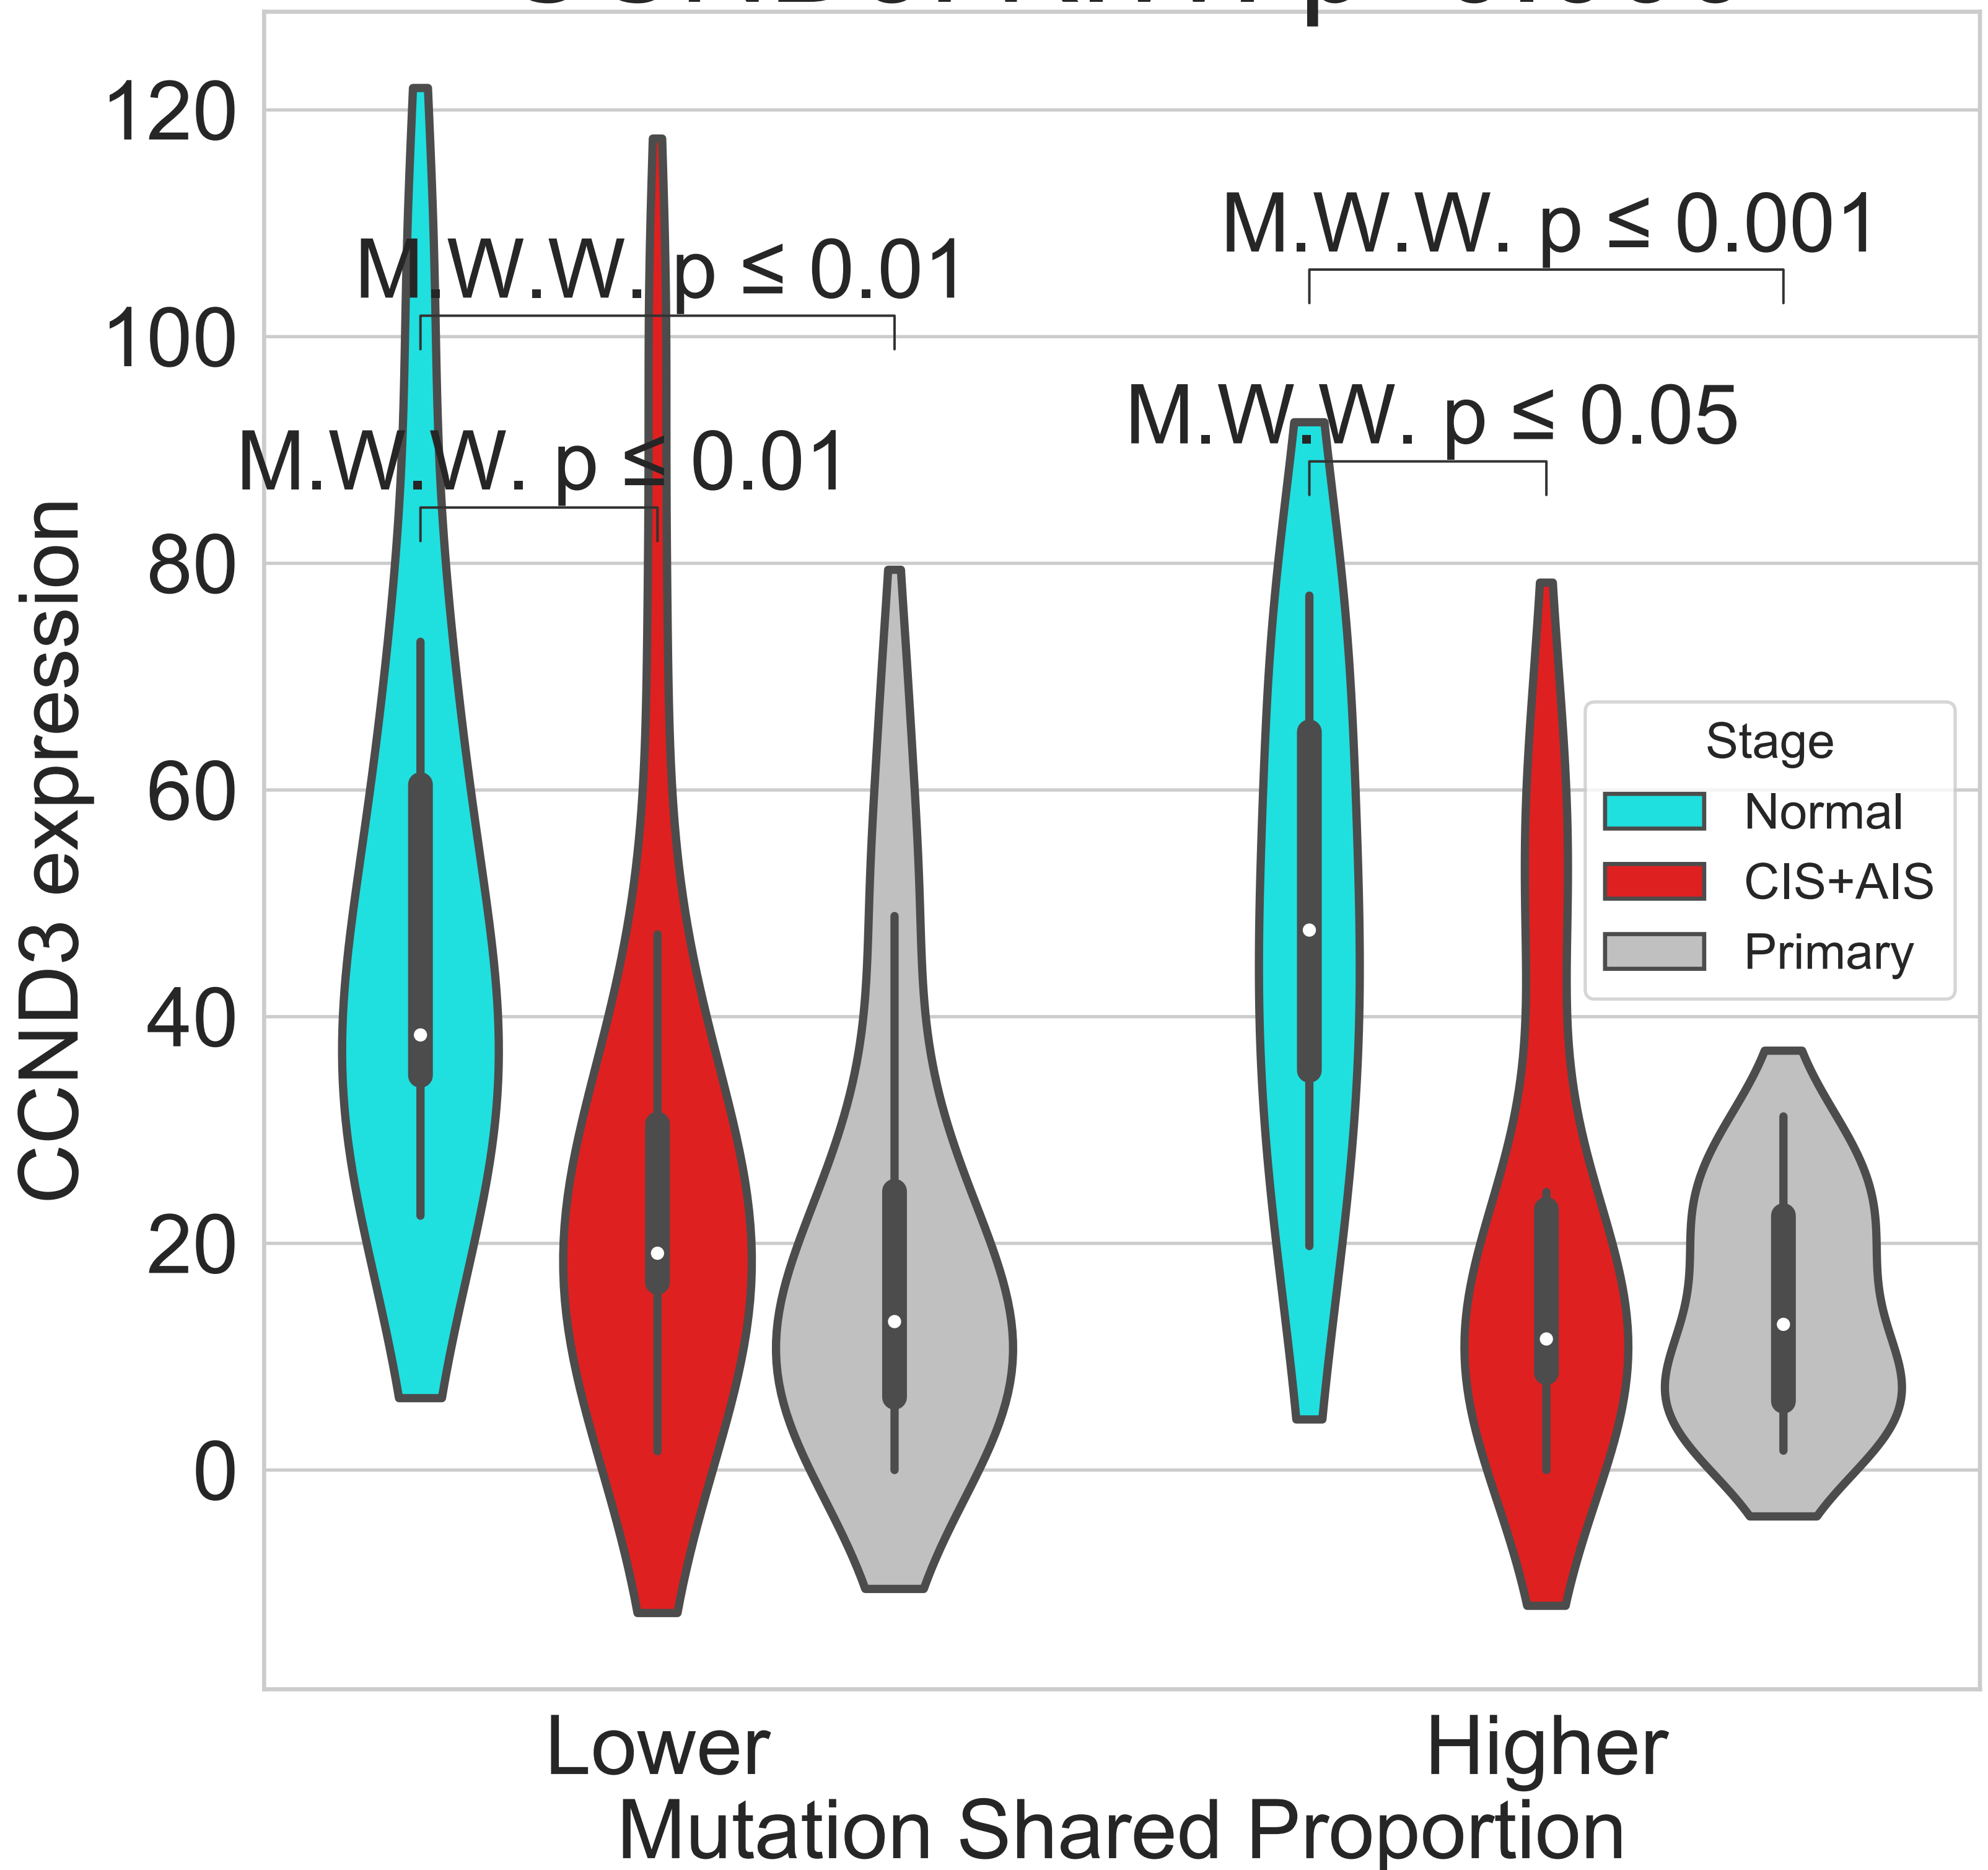 120
100
80
60
40
20
0
CCND3 expression
M.W.W. p ≤ 0.01
M.W.W. p ≤ 0.01
M.W.W. p ≤ 0.001
M.W.W. p ≤ 0.05
Stage
Normal
CIS+AIS
Primary
Lower
Higher
Mutation Shared Proportion